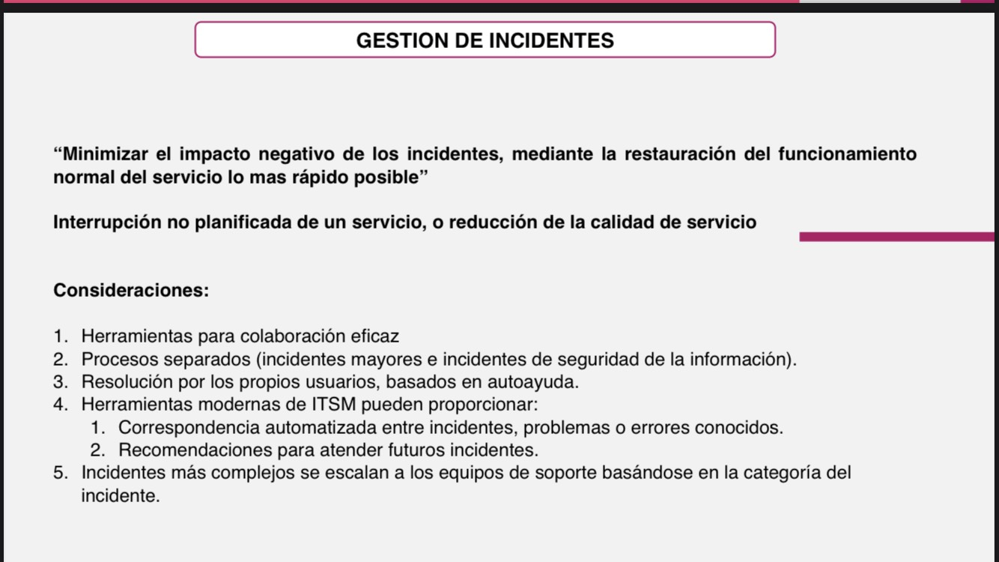 GESTION DE INCIDENTES
“Minimizar el impacto negativo de los incidentes, mediante la restauración del funcionamiento
normal del servicio lo mas rápido posible”
Interrupción no planificada de un servicio, o reducción de la calidad de servicio
Consideraciones:
1. Herramientas para colaboración eficaz
2. Procesos separados (incidentes mayores e incidentes de seguridad de la información).
3. Resolución por los propios usuarios, basados en autoayuda.
4. Herramientas modernas de ITSM pueden proporcionar:
1. Correspondencia automatizada entre incidentes, problemas o errores conocidos.
2. Recomendaciones para atender futuros incidentes.
5. Incidentes más complejos se escalan a los equipos de soporte basándose en la categoría del
incidente.